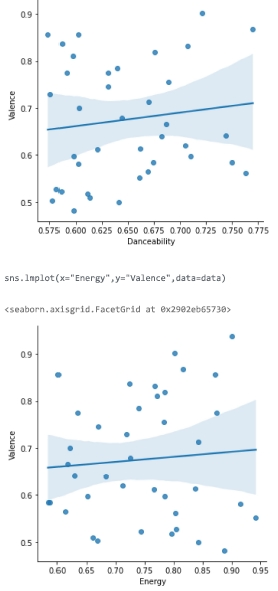 0.9
0.8
Valence
0.7
0.6
0.5
0.575 0.600 0.625 0.650 0.675 0.700 0.725 0.750 0.775
Danceability
sns.lmplot(x="Energy",y="Valence",data=data)
<seaborn.axisgrid.FacetGrid at 0x2902eb65730>
0.9
0.8
Valence
0.7
0.6
0.5
0.60 0.65 0.70 0.75 0.80 0.85 0.90 0.95
Energy